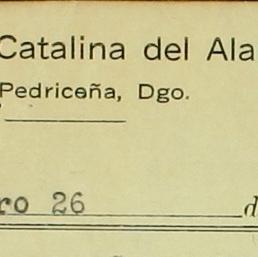 Catalina del Ala
Pedriceña, Dgo.
ro 26 d